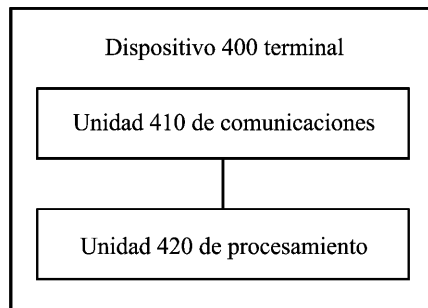 Dispositivo 400 terminal
Unidad 410 de comunicaciones
Unidad 420 de procesamiento